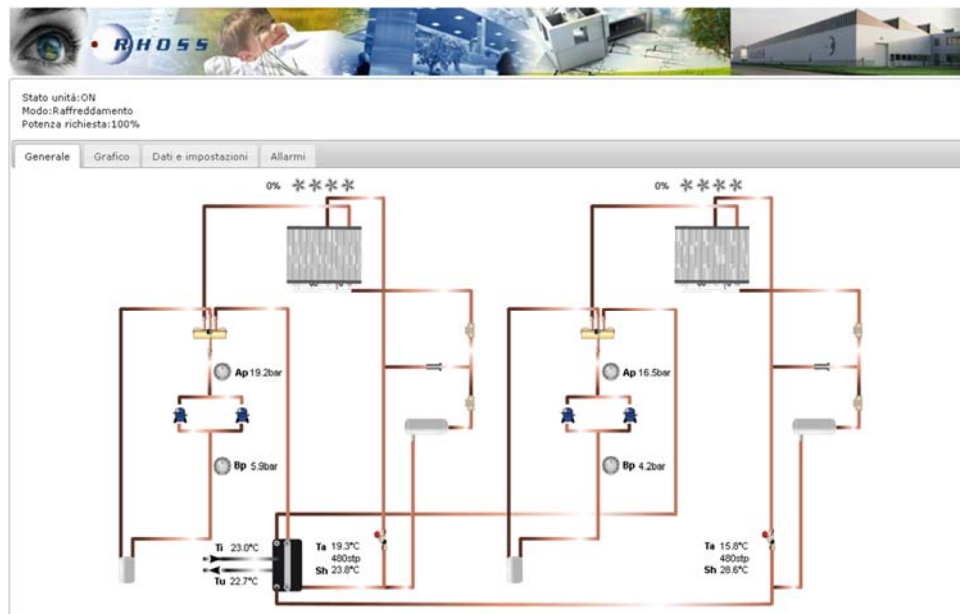 RHOSS
Stato unità:ON
Modo:Raffreddamento
Potenza richiesta:100%
Generale Grafico Dati e impostazioni Allarmi
0% 0%
Ap 19.2bar Ap 16.5bar
Bp 5.9bar Bp 4.2bar
Ti 23.0°C Ta 19.3°C Ta 15.8°C
480stp 480stp
Tu 22.7°C Sh 23.8°C Sh 28.6°C